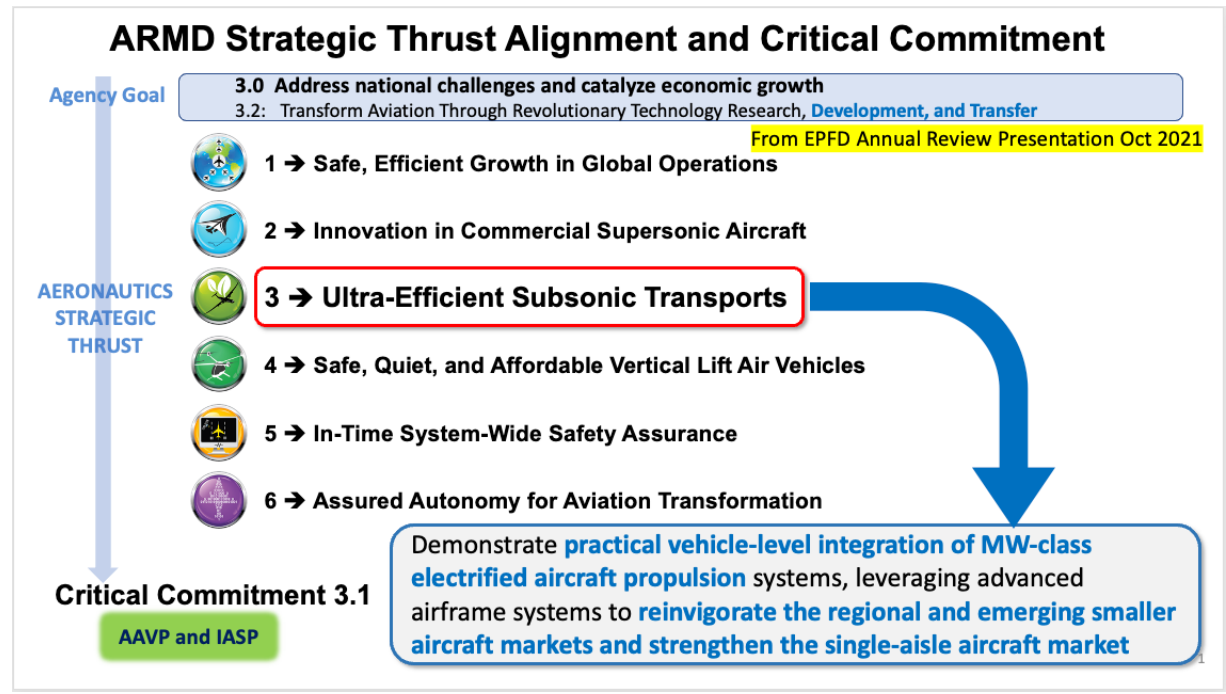 ARMD Strategic Thrust Alignment and Critical Commitment
Agency Goal
3.0 Address national challenges and catalyze economic growth
3.2: Transform Aviation Through Revolutionary Technology Research, Development, and Transfer
From EPFD Annual Review Presentation Oct 2021
1 → Safe, Efficient Growth in Global Operations
2 → Innovation in Commercial Supersonic Aircraft
AERONAUTICS
STRATEGIC
THRUST
3 → Ultra-Efficient Subsonic Transports
4 → Safe, Quiet, and Affordable Vertical Lift Air Vehicles
5 → In-Time System-Wide Safety Assurance
6 → Assured Autonomy for Aviation Transformation
Critical Commitment 3.1
AAVP and IASP
Demonstrate practical vehicle-level integration of MW-class
electrified aircraft propulsion systems, leveraging advanced
airframe systems to reinvigorate the regional and emerging smaller
aircraft markets and strengthen the single-aisle aircraft market
1